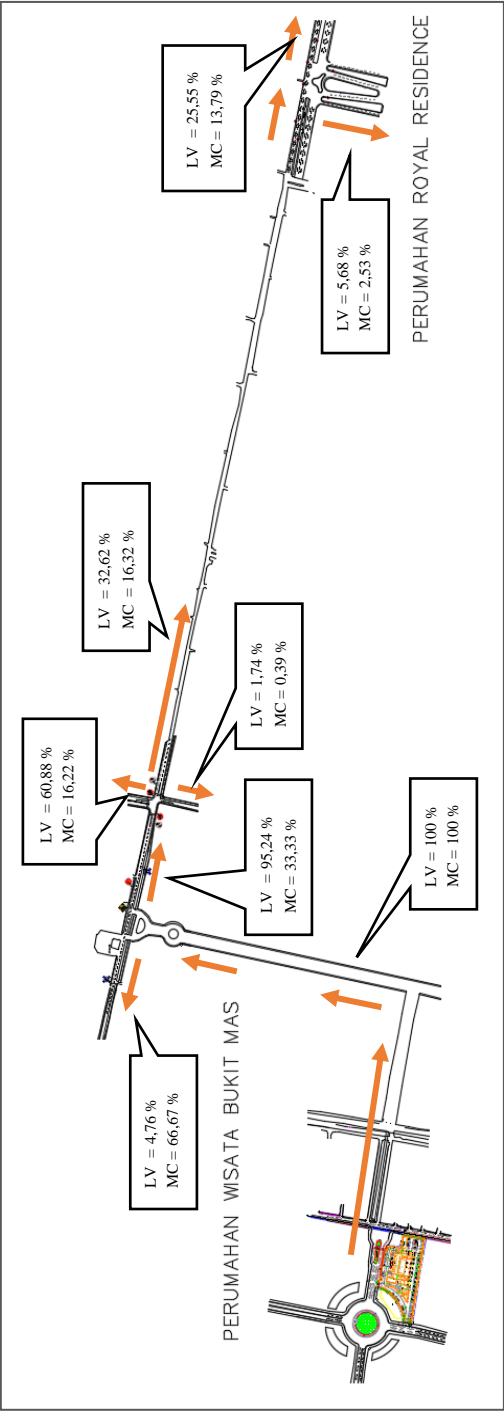 LV = 25,55 %
MC = 13,79 %
LV = 5,68 %
MC = 2,53 %
PERUMAHAN ROYAL RESIDENCE
LV = 32,62 %
MC = 16,32 %
LV = 1,74 %
MC = 0,39 %
LV = 60,88 %
MC = 16,22 %
LV = 95,24 %
MC = 33,33 %
LV = 100 %
MC = 100 %
LV = 4,76 %
MC = 66,67 %
PERUMAHAN WISATA BUKIT MAS